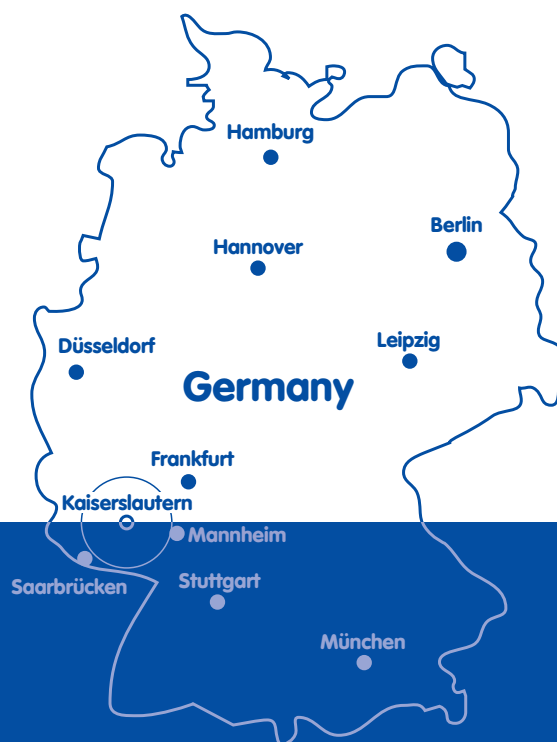 Hamburg
Berlin
Hannover
Leipzig
Düsseldorf
Germany
Frankfurt
Kaiserslautern
Mannheim
Saarbrücken
Stuttgart
München